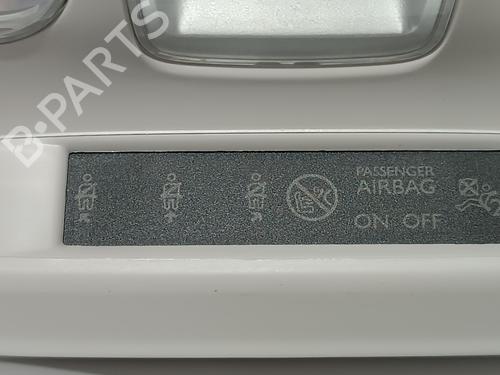 B-PARTS
PASSENGER
AIRBAG
ON OFF